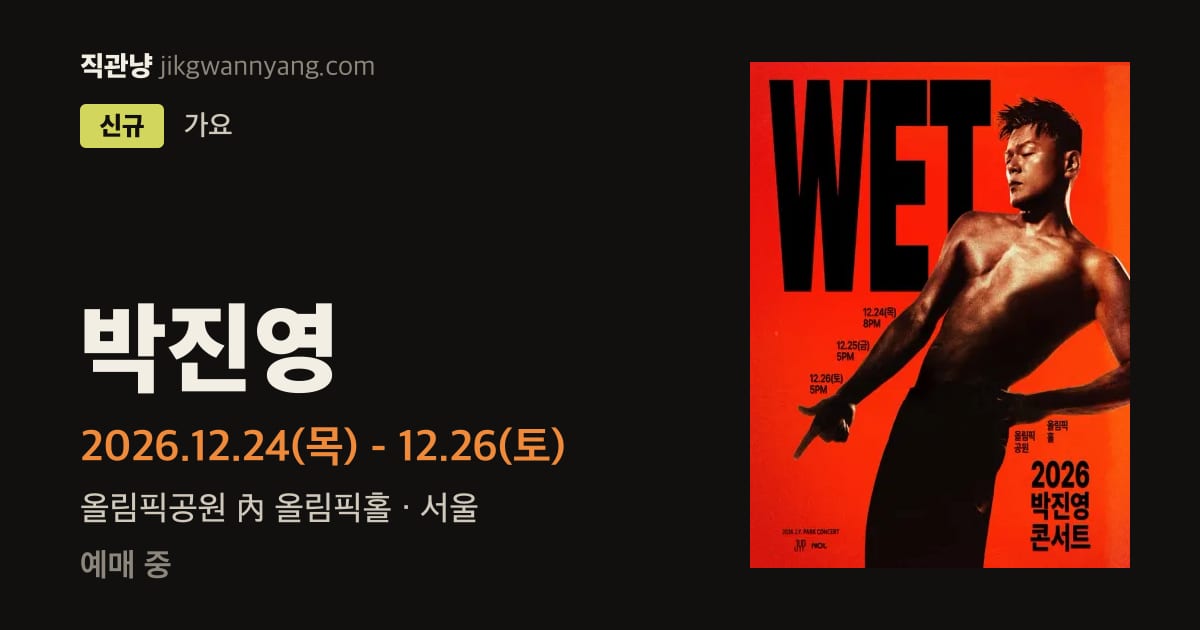 직관냥 jikgwannyang.com
신규 가요
박진영
2026.12.24(목) - 12.26(토)
올림픽공원 內 올림픽홀 · 서울
예매 중
WET
12.24(목)
8PM
12.25(금)
5PM
12.26(토)
5PM
올림픽
공원
올림픽
홀
2026
박진영
콘서트
2026 J.Y. PARK CONCERT
JYP NOL